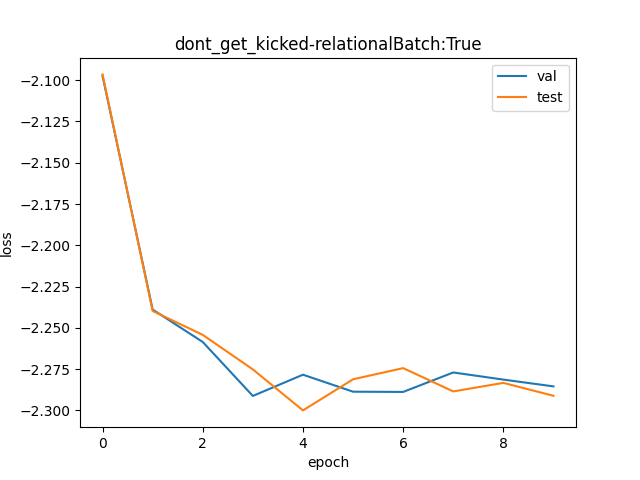 dont_get_kicked-relationalBatch:True
val
test
−2.100
−2.125
−2.150
−2.175
−2.200
−2.225
−2.250
−2.275
−2.300
loss
0 2 4 6 8
epoch